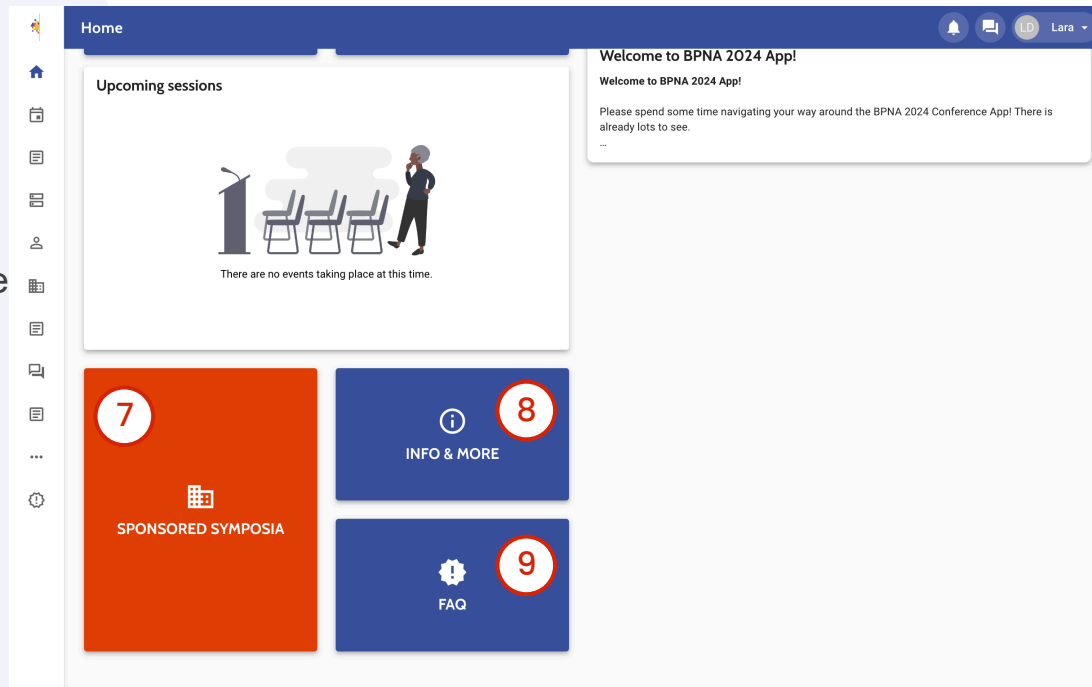 Home
LD
Lara
Upcoming sessions
There are no events taking place at this time.
Welcome to BPNA 2024 App!
Welcome to BPNA 2024 App!
Please spend some time navigating your way around the BPNA 2024 Conference App! There is
already lots to see.
...
e
7
SPONSORED SYMPOSIA
8
INFO & MORE
9
FAQ